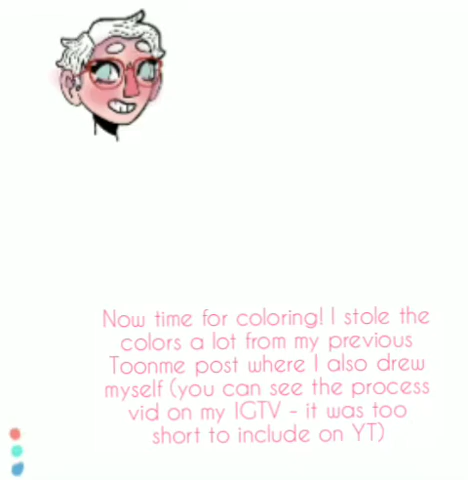 Now time for coloring! I stole the
colors a lot from my previous
Toonme post where I also drew
myself (you can see the process
vid on my IGTV - it was too
short to include on YT)